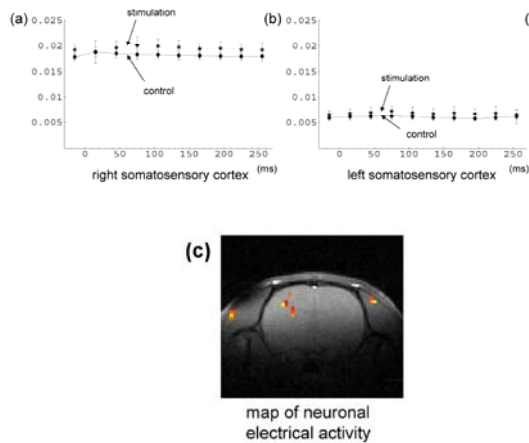 (a)
0.025
0.02
0.015
0.01
0.005
stimulation
control
0 50 100 150 200 250
(ms)
right somatosensory cortex
(b)
0.025
0.02
0.015
0.01
0.005
stimulation
control
0 50 100 150 200 250
(ms)
left somatosensory cortex
(
(c)
map of neuronal
electrical activity